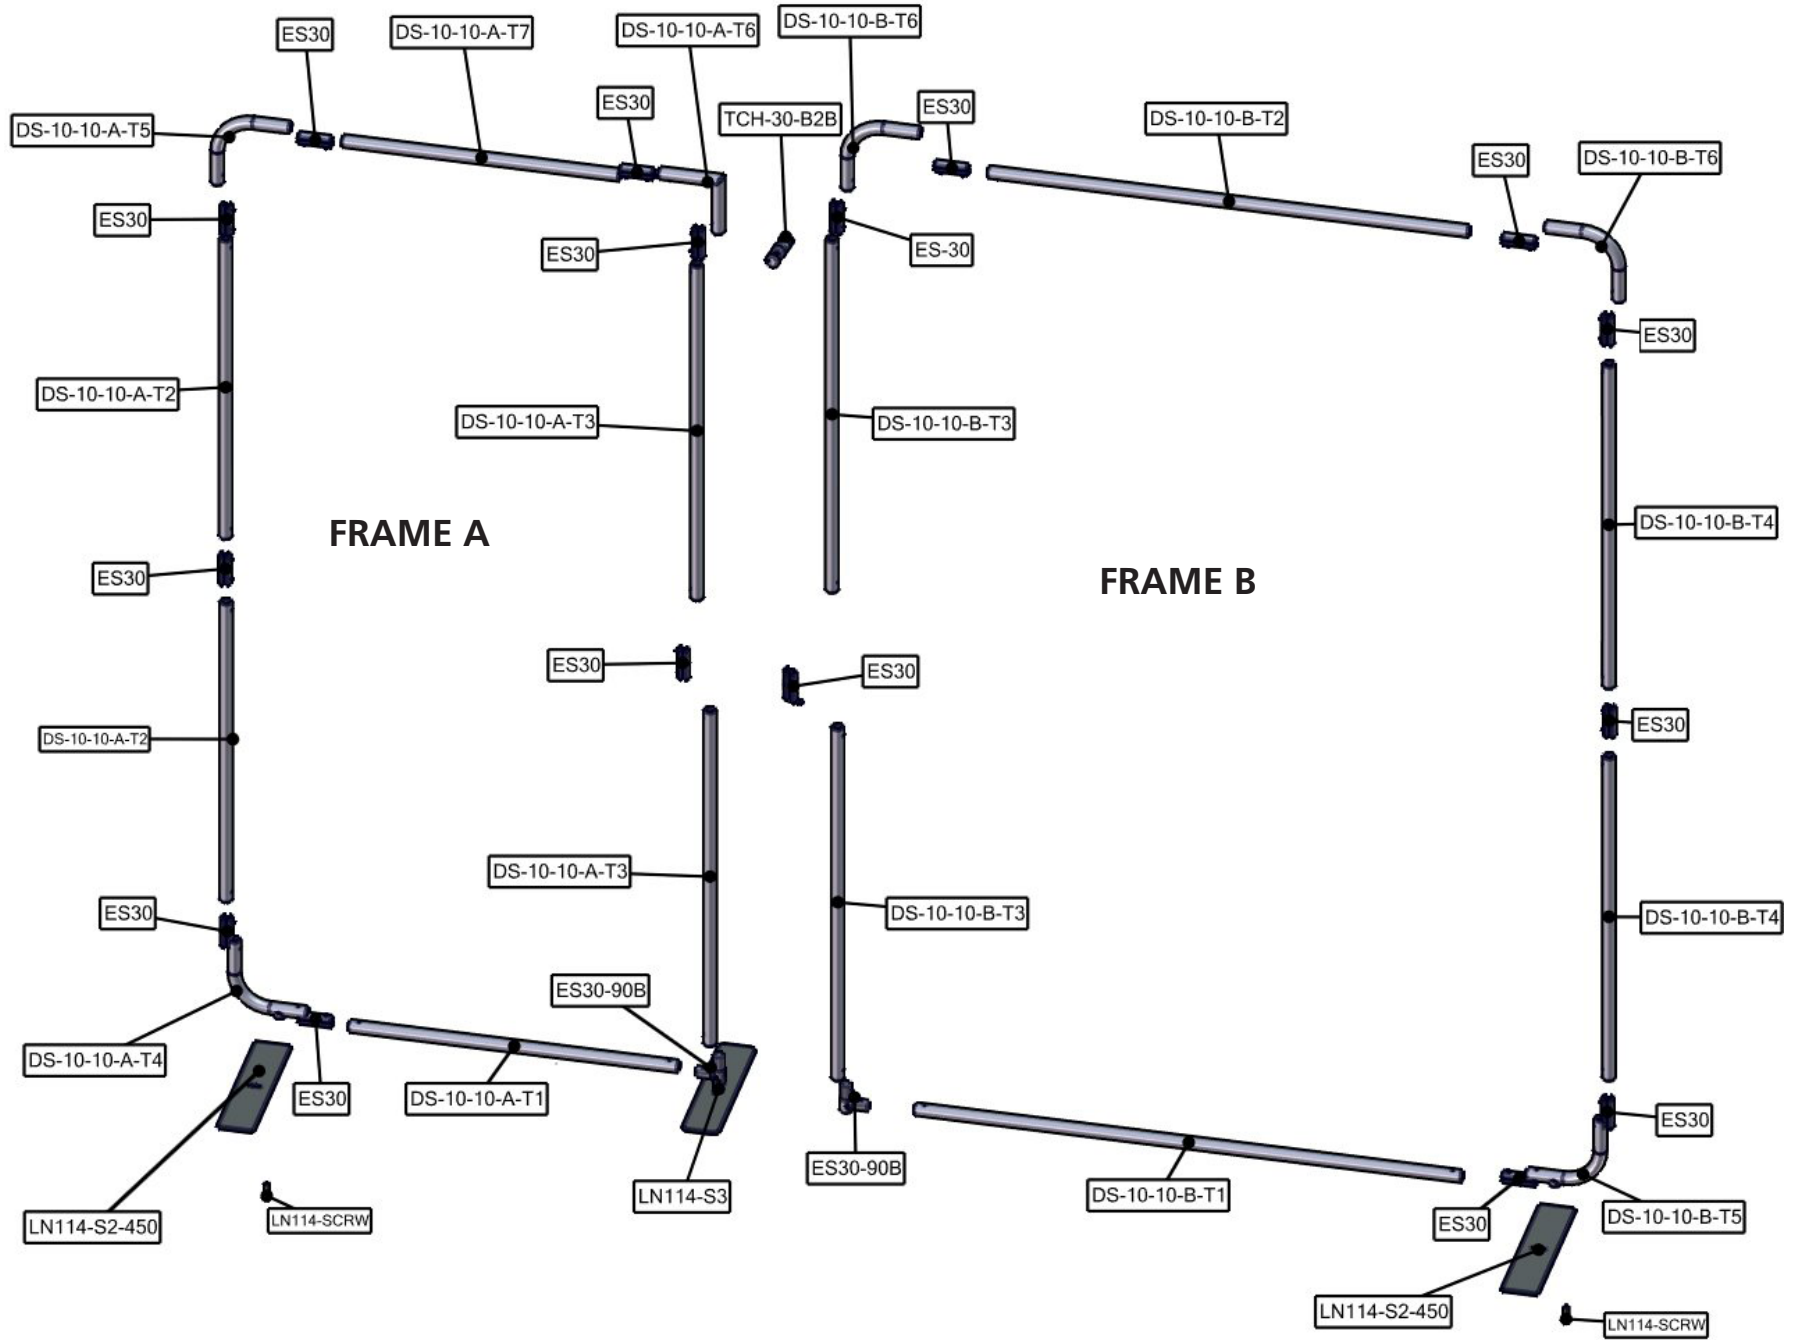 DS-10-10-B-T6
ES30
DS-10-10-A-T7
DS-10-10-A-T6
ES30
TCH-30-B2B
ES30
DS-10-10-B-T2
DS-10-10-A-T5
ES30
DS-10-10-B-T6
ES30
ES30
ES-30
ES30
DS-10-10-A-T2
DS-10-10-A-T3
DS-10-10-B-T3
FRAME A
DS-10-10-B-T4
ES30
FRAME B
ES30
ES30
ES30
DS-10-10-A-T2
DS-10-10-A-T3
ES30
DS-10-10-B-T3
DS-10-10-B-T4
ES30-90B
DS-10-10-A-T4
ES30
DS-10-10-A-T1
ES30
ES30-90B
LN114-S3
DS-10-10-B-T1
LN114-S2-450
LN114-SCRW
ES30
DS-10-10-B-T5
LN114-S2-450
LN114-SCRW